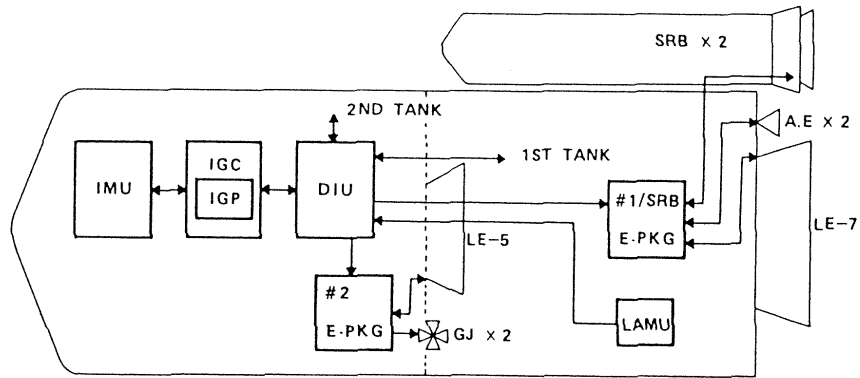 SRB × 2
2ND TANK
A.E × 2
1ST TANK
IMU
IGC
IGP
DIU
#1/SRB
E·PKG
LE-7
LE-5
#2
E·PKG
GJ × 2
LAMU